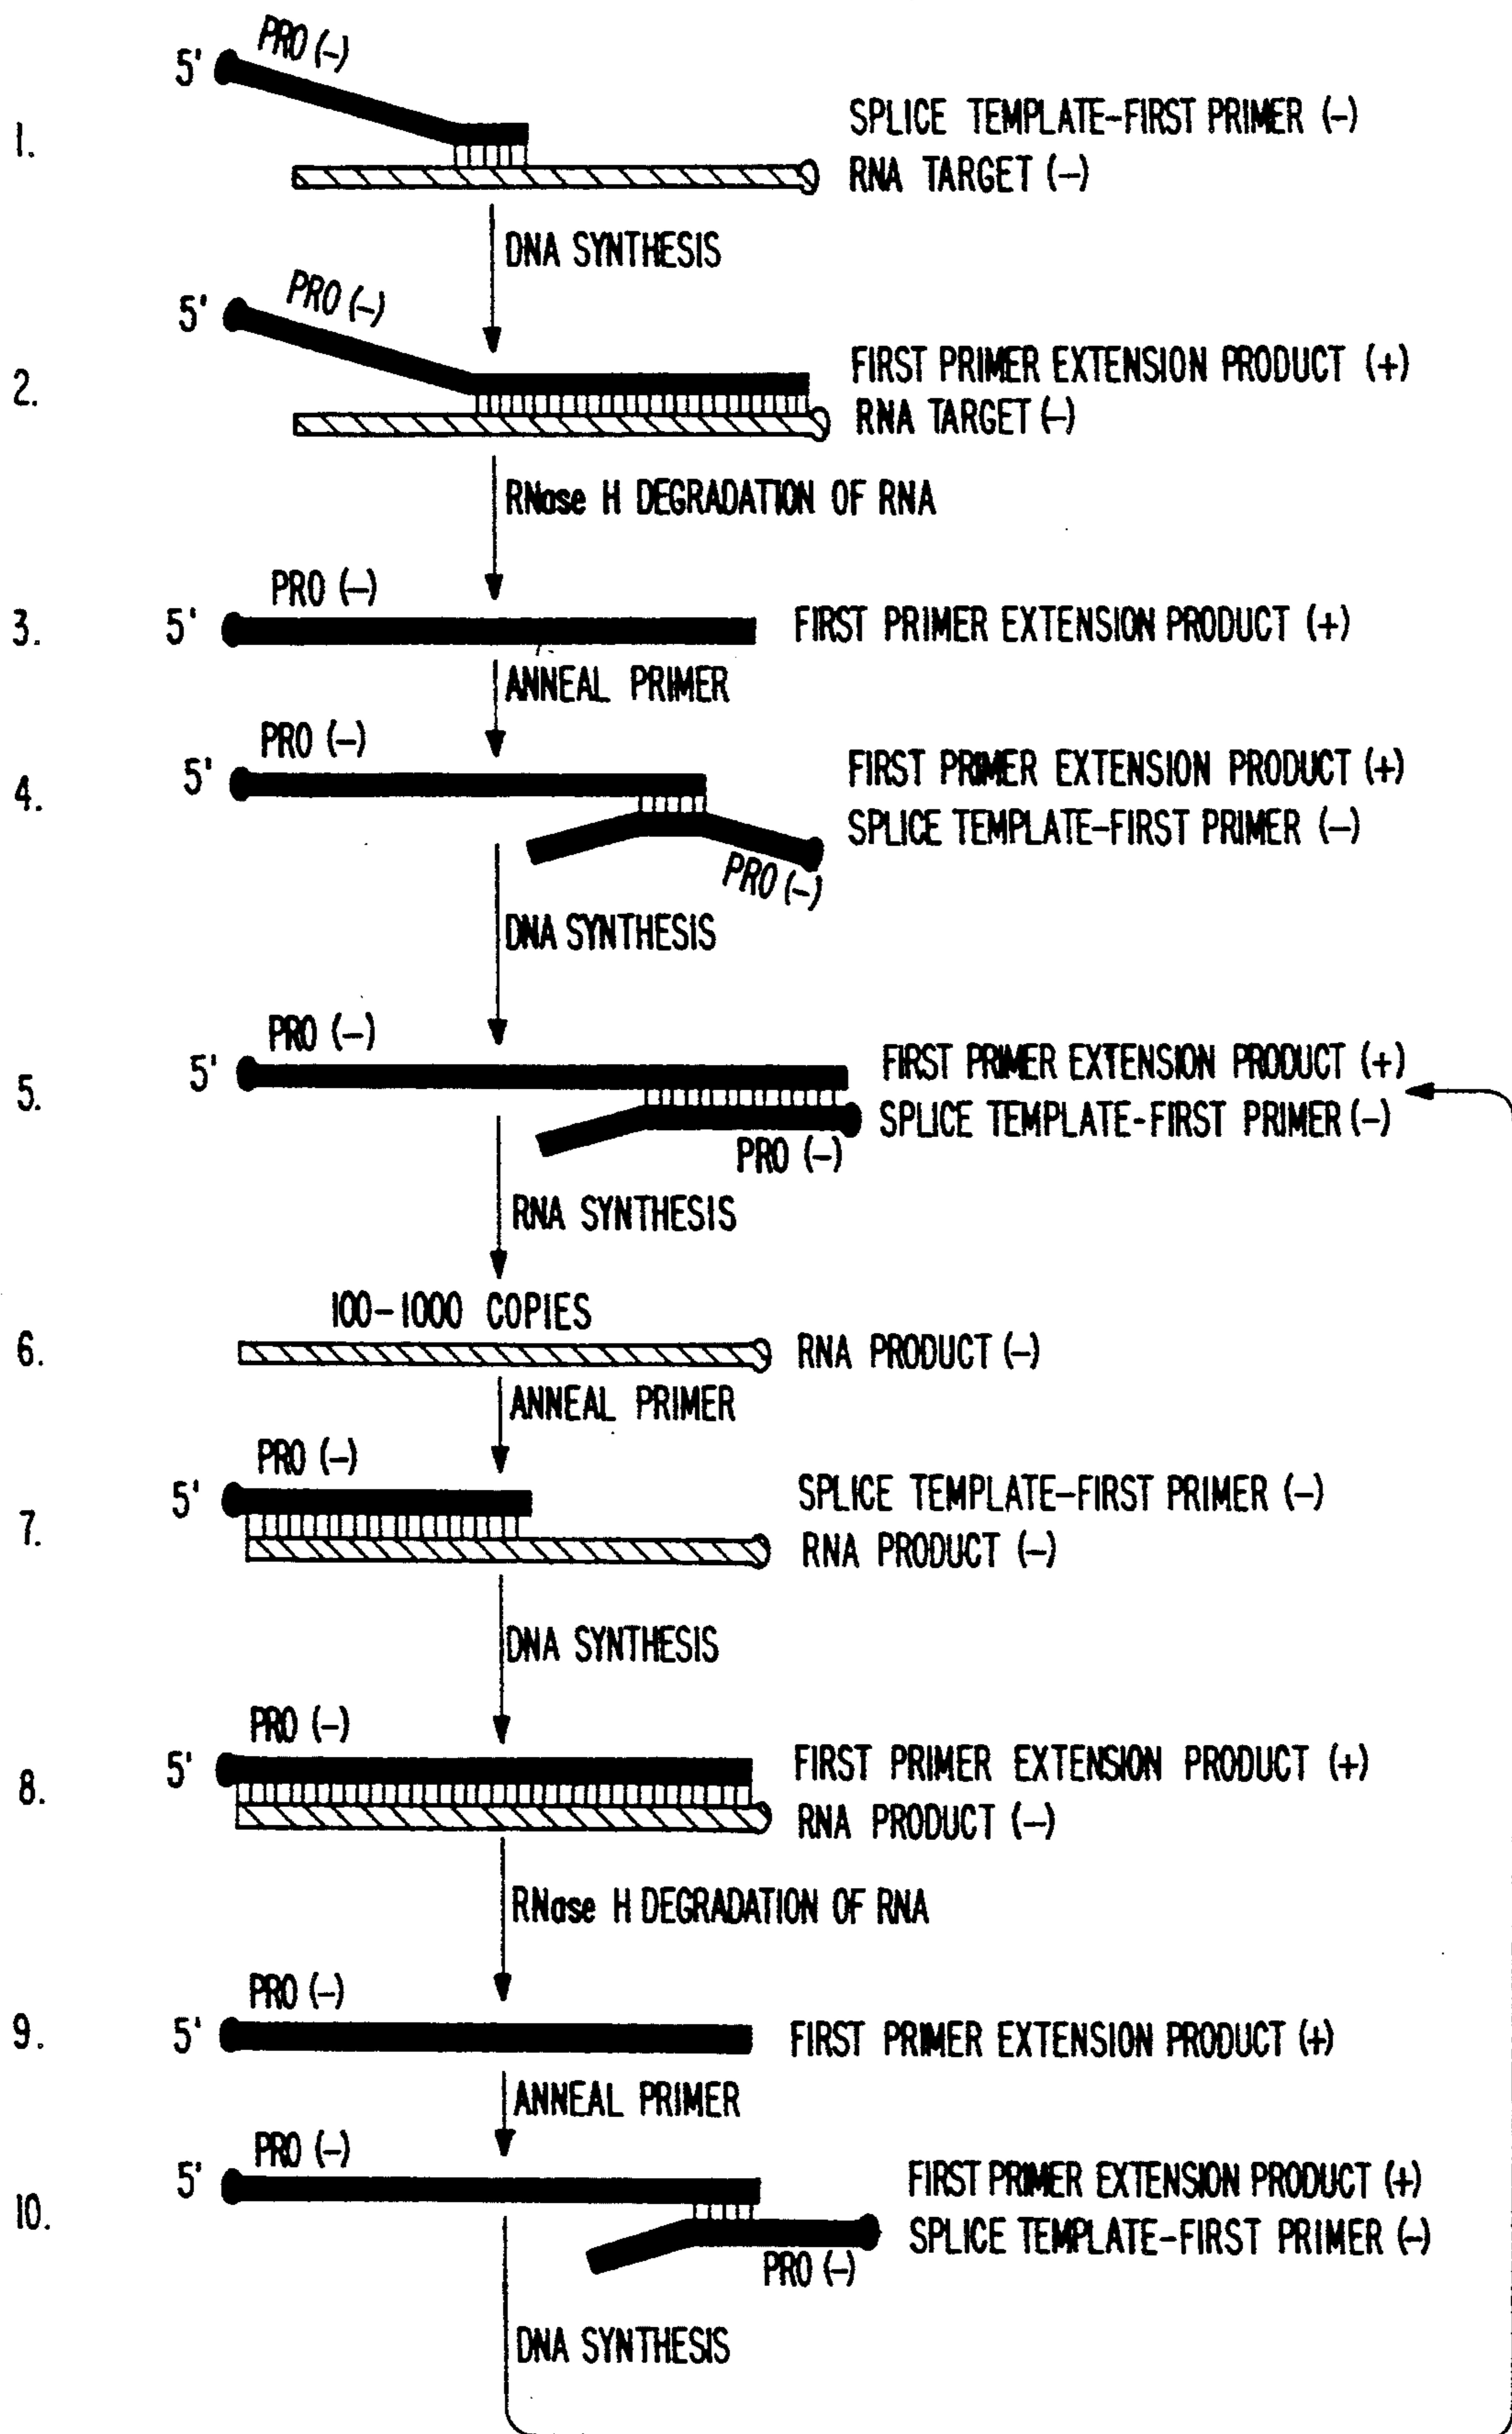 PRO (–)
5'
1.
SPLICE TEMPLATE–FIRST PRIMER (–)
RNA TARGET (–)
DNA SYNTHESIS
PRO (–)
5'
2.
FIRST PRIMER EXTENSION PRODUCT (+)
RNA TARGET (–)
RNase H DEGRADATION OF RNA
PRO (–)
3.
5'
FIRST PRIMER EXTENSION PRODUCT (+)
ANNEAL PRIMER
PRO (–)
4.
5'
FIRST PRIMER EXTENSION PRODUCT (+)
SPLICE TEMPLATE–FIRST PRIMER (–)
PRO (–)
DNA SYNTHESIS
PRO (–)
5.
5'
FIRST PRIMER EXTENSION PRODUCT (+)
SPLICE TEMPLATE-FIRST PRIMER (–)
PRO (–)
RNA SYNTHESIS
100–1000 COPIES
6.
RNA PRODUCT (–)
ANNEAL PRIMER
PRO (–)
5'
7.
SPLICE TEMPLATE–FIRST PRIMER (–)
RNA PRODUCT (–)
DNA SYNTHESIS
PRO (–)
5'
8.
FIRST PRIMER EXTENSION PRODUCT (+)
RNA PRODUCT (–)
RNase H DEGRADATION OF RNA
PRO (–)
9.
5'
FIRST PRIMER EXTENSION PRODUCT (+)
ANNEAL PRIMER
PRO (–)
5'
10.
FIRST PRIMER EXTENSION PRODUCT (+)
SPLICE TEMPLATE–FIRST PRIMER (–)
PRO (–)
DNA SYNTHESIS